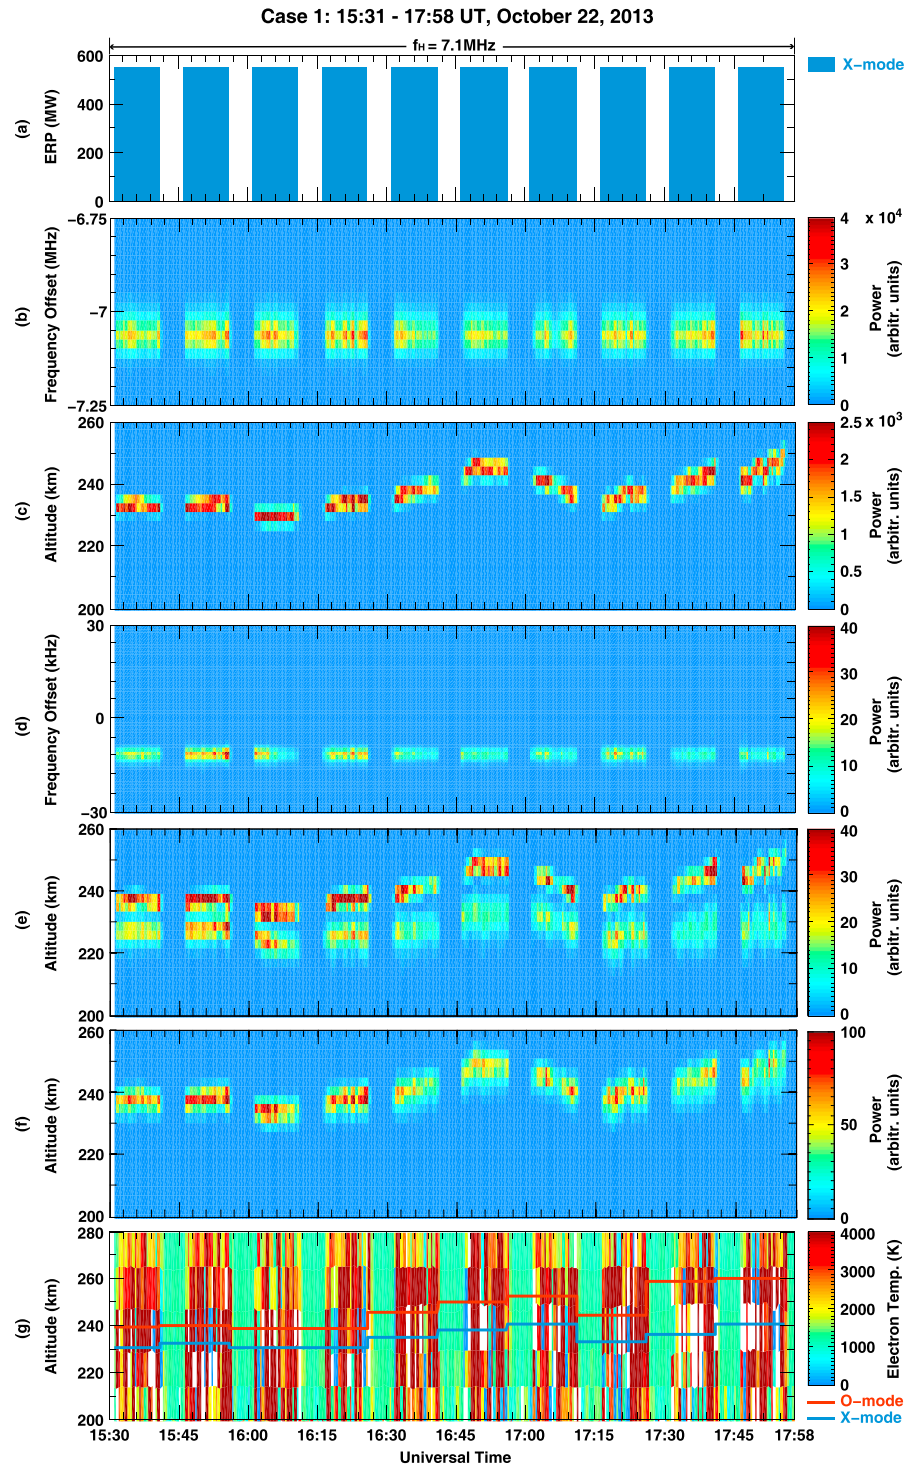 Case 1: 15:31 - 17:58 UT, October 22, 2013
fH = 7.1MHz
X-mode
(a)
ERP (MW)
600
400
200
0
(b)
Frequency Offset (MHz)
-6.75
-7
-7.25
4 x 10^4
3
2
1
0
Power
(arbitr. units)
(c)
Altitude (km)
260
240
220
200
2.5 x 10^3
2
1.5
1
0.5
0
Power
(arbitr. units)
(d)
Frequency Offset (kHz)
30
0
-30
40
30
20
10
0
Power
(arbitr. units)
(e)
Altitude (km)
260
240
220
200
40
30
20
10
0
Power
(arbitr. units)
(f)
Altitude (km)
260
240
220
200
100
50
0
Power
(arbitr. units)
(g)
Altitude (km)
280
260
240
220
200
4000
3000
2000
1000
0
Electron Temp. (K)
O-mode
X-mode
15:30 15:45 16:00 16:15 16:30 16:45 17:00 17:15 17:30 17:45 17:58
Universal Time